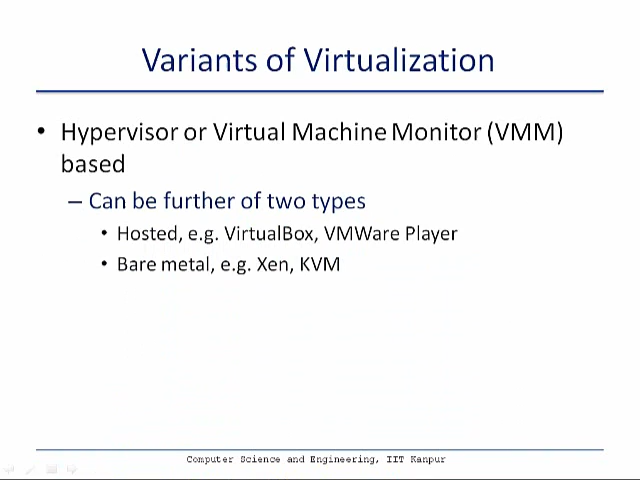 Variants of Virtualization
• Hypervisor or Virtual Machine Monitor (VMM)
based
– Can be further of two types
• Hosted, e.g. VirtualBox, VMWare Player
• Bare metal, e.g. Xen, KVM
Computer Science and Engineering, IIT Kanpur